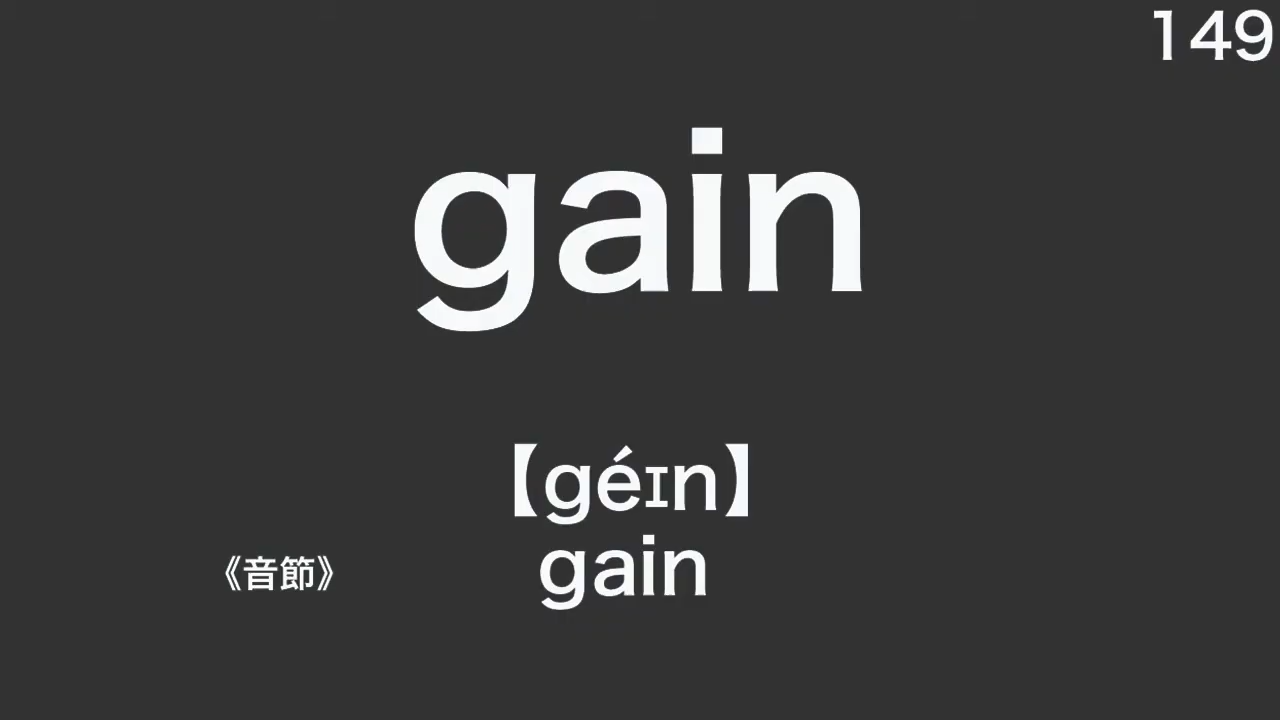 149
gain
【géɪn】
《音節》 gain